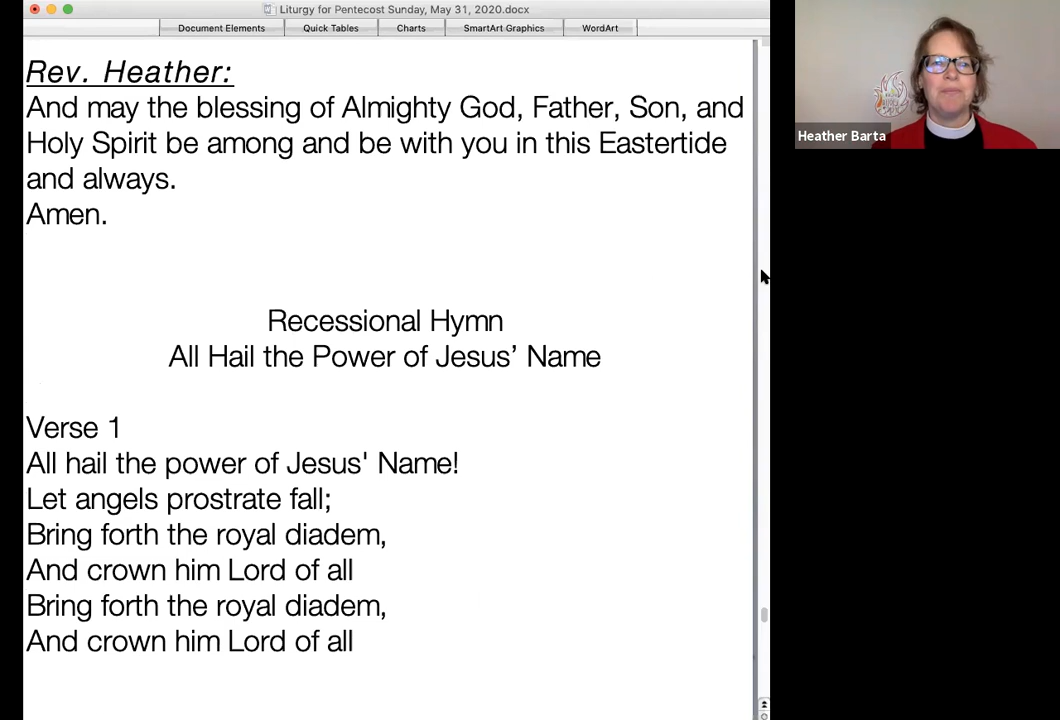 Liturgy for Pentecost Sunday, May 31, 2020.docx
Document Elements Quick Tables Charts SmartArt Graphics WordArt
Rev. Heather:
And may the blessing of Almighty God, Father, Son, and
Holy Spirit be among and be with you in this Eastertide
and always.
Amen.
Recessional Hymn
All Hail the Power of Jesus’ Name
Verse 1
All hail the power of Jesus' Name!
Let angels prostrate fall;
Bring forth the royal diadem,
And crown him Lord of all
Bring forth the royal diadem,
And crown him Lord of all
Heather Barta